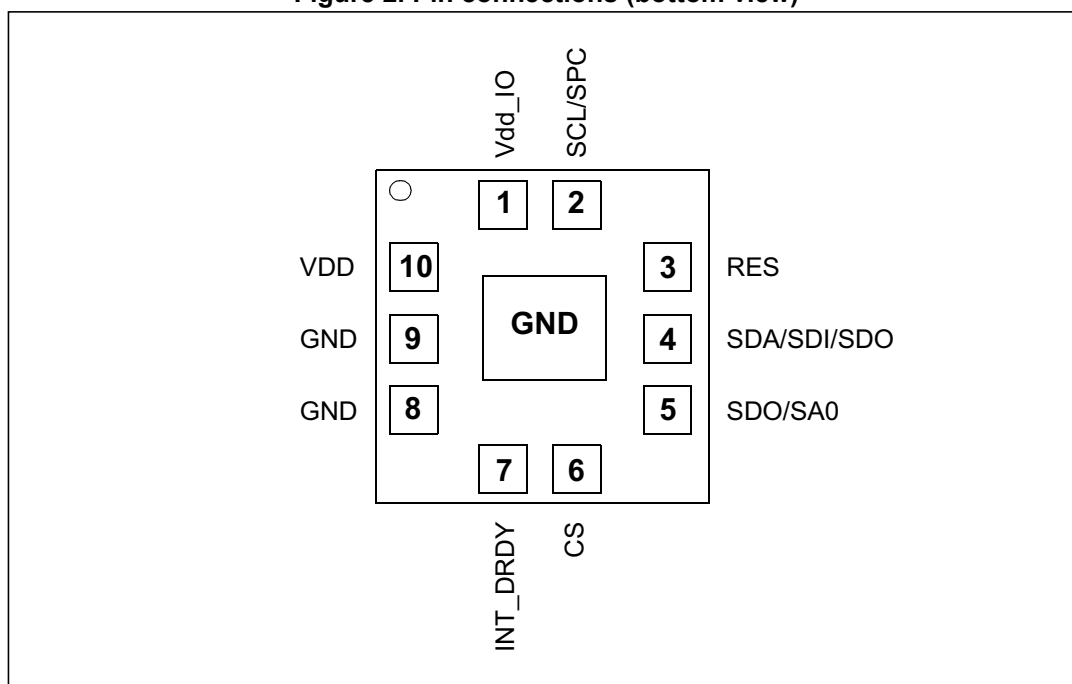 Figure 2. Pin connections (bottom view)
Vdd_IO
SCL/SPC
1
2
VDD
10
3
RES
GND
9
GND
4
SDA/SDI/SDO
GND
8
5
SDO/SA0
7
6
INT_DRDY
CS